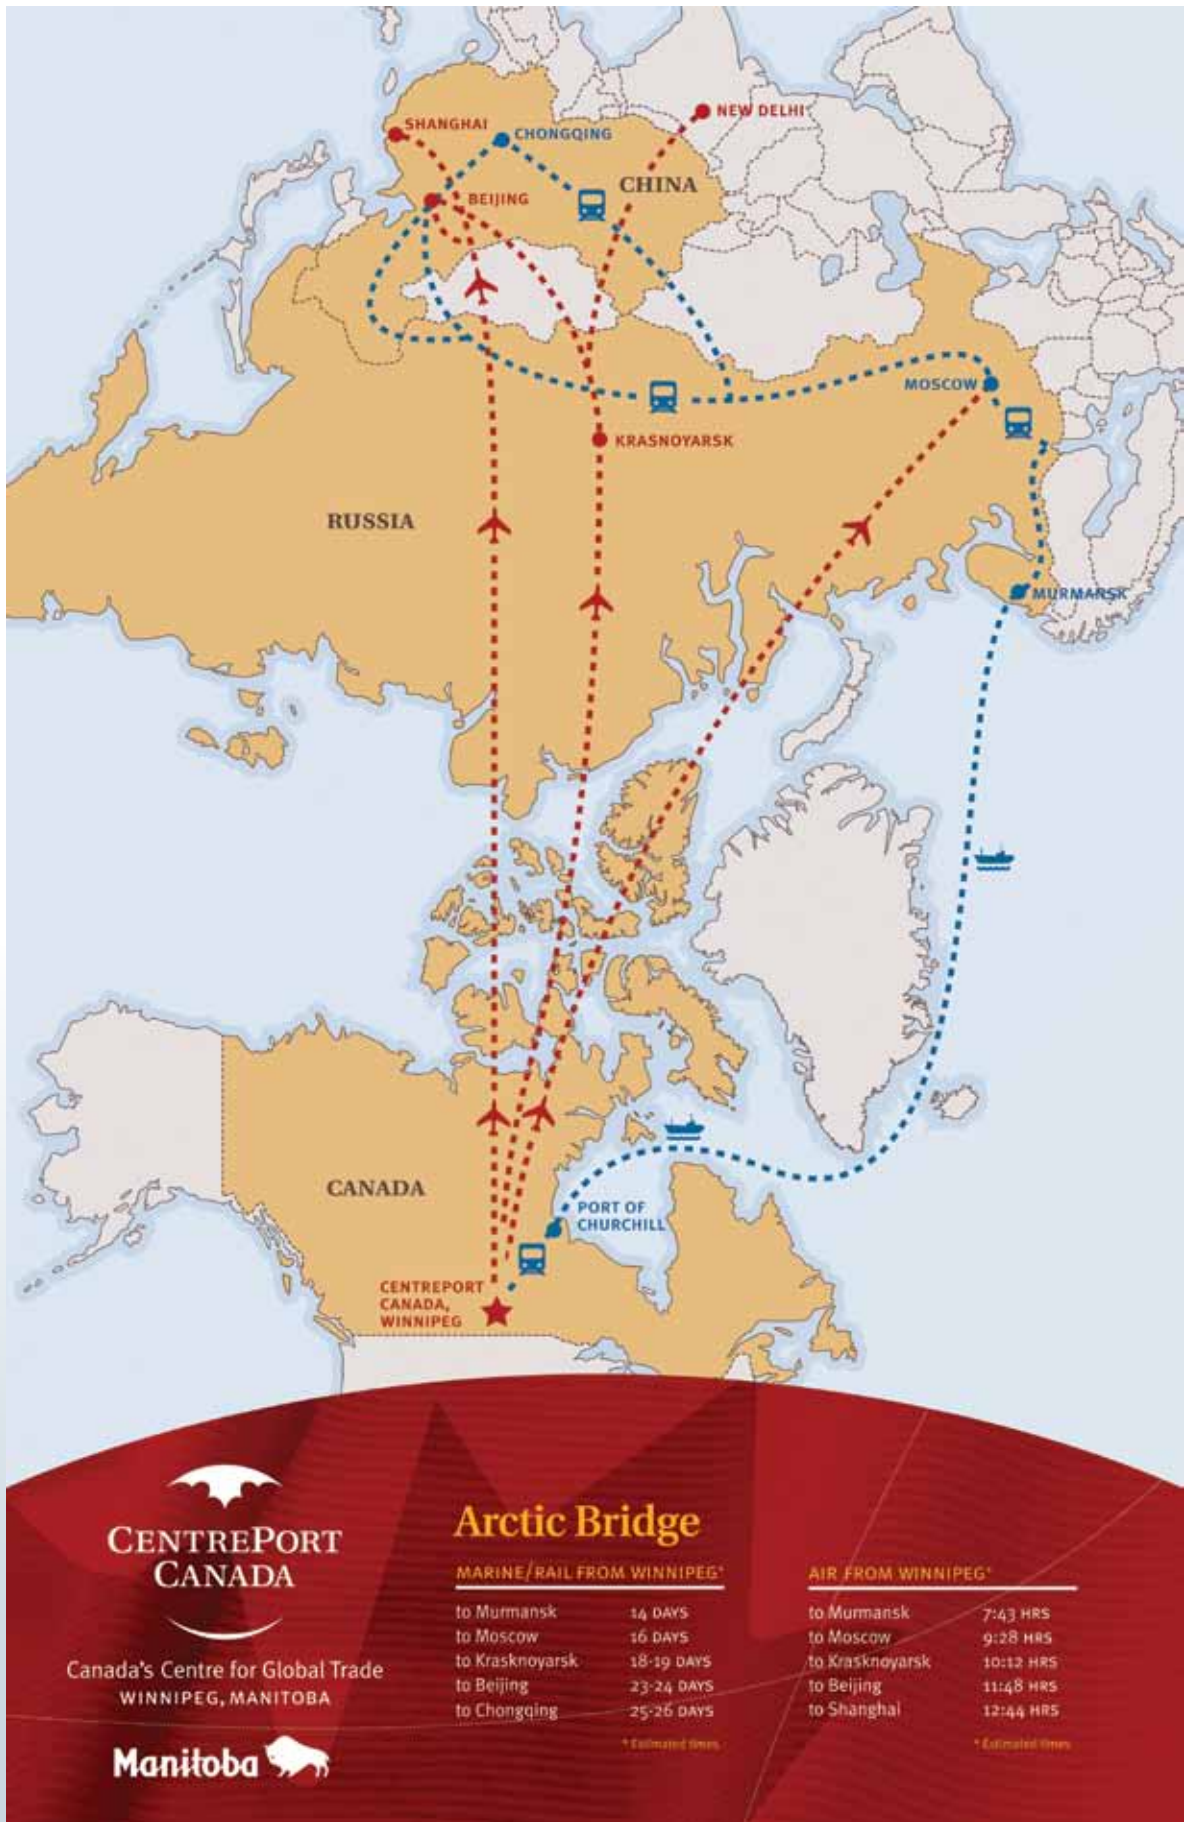 SHANGHAI
CHONGQING
NEW DELHI
CHINA
BEIJING
MOSCOW
KRASNOYARSK
RUSSIA
MURMANSK
CANADA
PORT OF
CHURCHILL
CENTREPORT
CANADA,
WINNIPEG
CENTREPORT
CANADA
Canada's Centre for Global Trade
WINNIPEG, MANITOBA
Manitoba
Arctic Bridge
MARINE/RAIL FROM WINNIPEG*
to Murmansk 14 DAYS
to Moscow 16 DAYS
to Krasknoyarsk 18-19 DAYS
to Beijing 23-24 DAYS
to Chongqing 25-26 DAYS
* Estimated times
AIR FROM WINNIPEG*
to Murmansk 7:43 HRS
to Moscow 9:28 HRS
to Krasknoyarsk 10:12 HRS
to Beijing 11:48 HRS
to Shanghai 12:44 HRS
* Estimated times